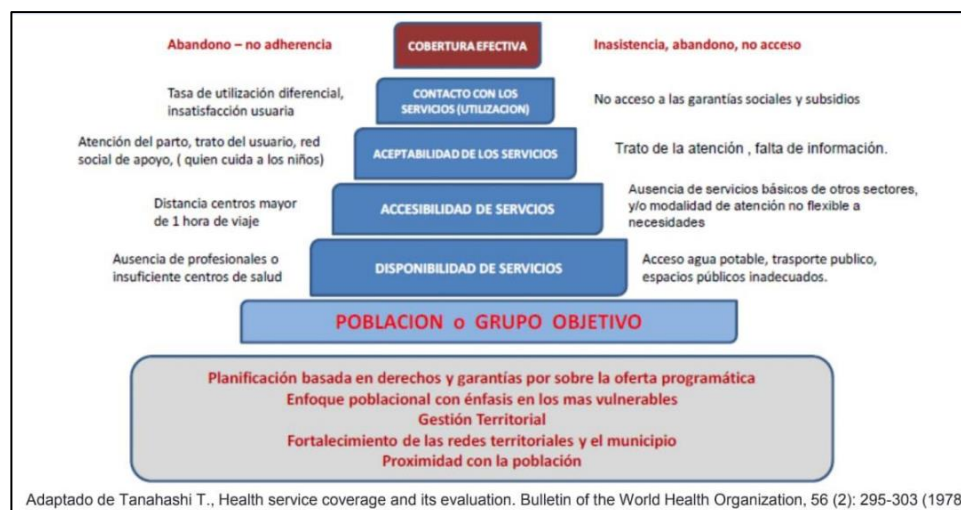 Abandono – no adherencia
COBERTURA EFECTIVA
Inasistencia, abandono, no acceso
Tasa de utilización diferencial,
insatisfacción usuaria
CONTACTO CON LOS
SERVICIOS (UTILIZACION)
No acceso a las garantías sociales y subsidios
Atención del parto, trato del usuario, red
social de apoyo, ( quien cuida a los niños)
ACEPTABILIDAD DE LOS SERVICIOS
Trato de la atención , falta de información.
Distancia centros mayor
de 1 hora de viaje
ACCESIBILIDAD DE SERVCIOS
Ausencia de servicios básicos de otros sectores,
y/o modalidad de atención no flexible a
necesidades
Ausencia de profesionales o
insuficiente centros de salud
DISPONIBILIDAD DE SERVICIOS
Acceso agua potable, trasporte publico,
espacios públicos inadecuados.
POBLACION o GRUPO OBJETIVO
Planificación basada en derechos y garantías por sobre la oferta programática
Enfoque poblacional con énfasis en los mas vulnerables
Gestión Territorial
Fortalecimiento de las redes territoriales y el municipio
Proximidad con la población
Adaptado de Tanahashi T., Health service coverage and its evaluation. Bulletin of the World Health Organization, 56 (2): 295-303 (1978